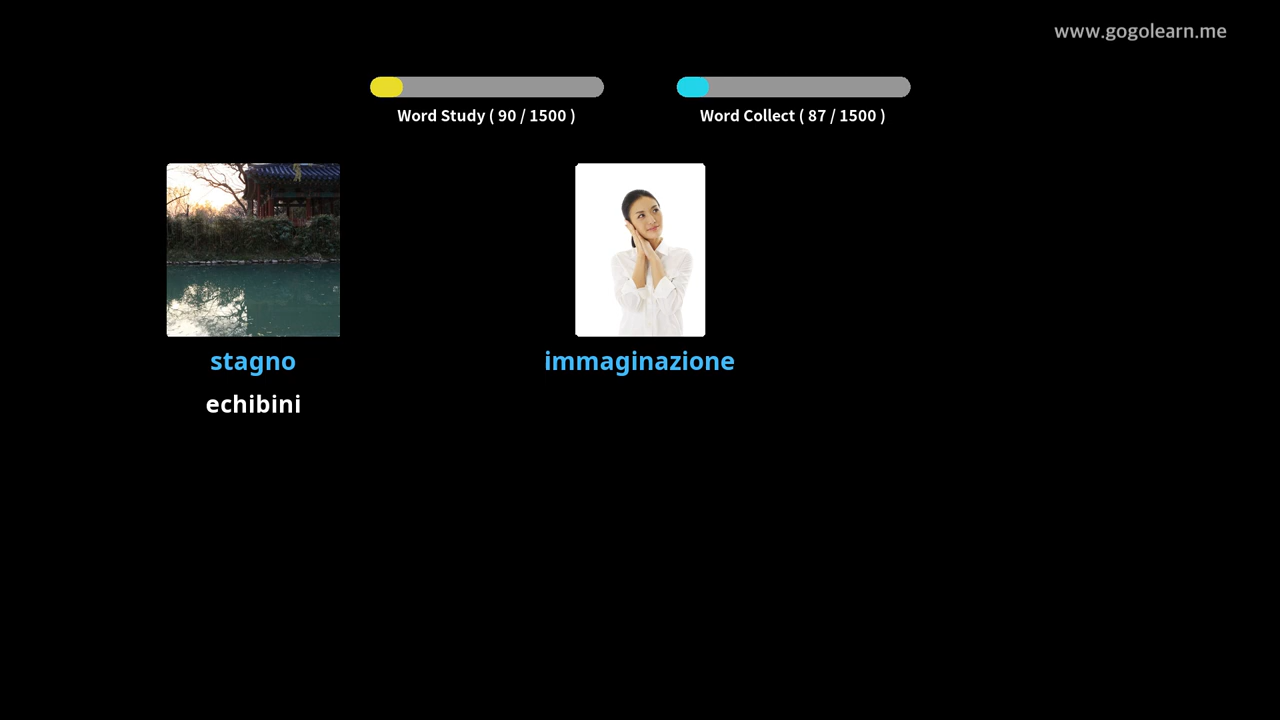 www.gogolearn.me
Word Study ( 90 / 1500 )
Word Collect ( 87 / 1500 )
stagno
immaginazione
echibini